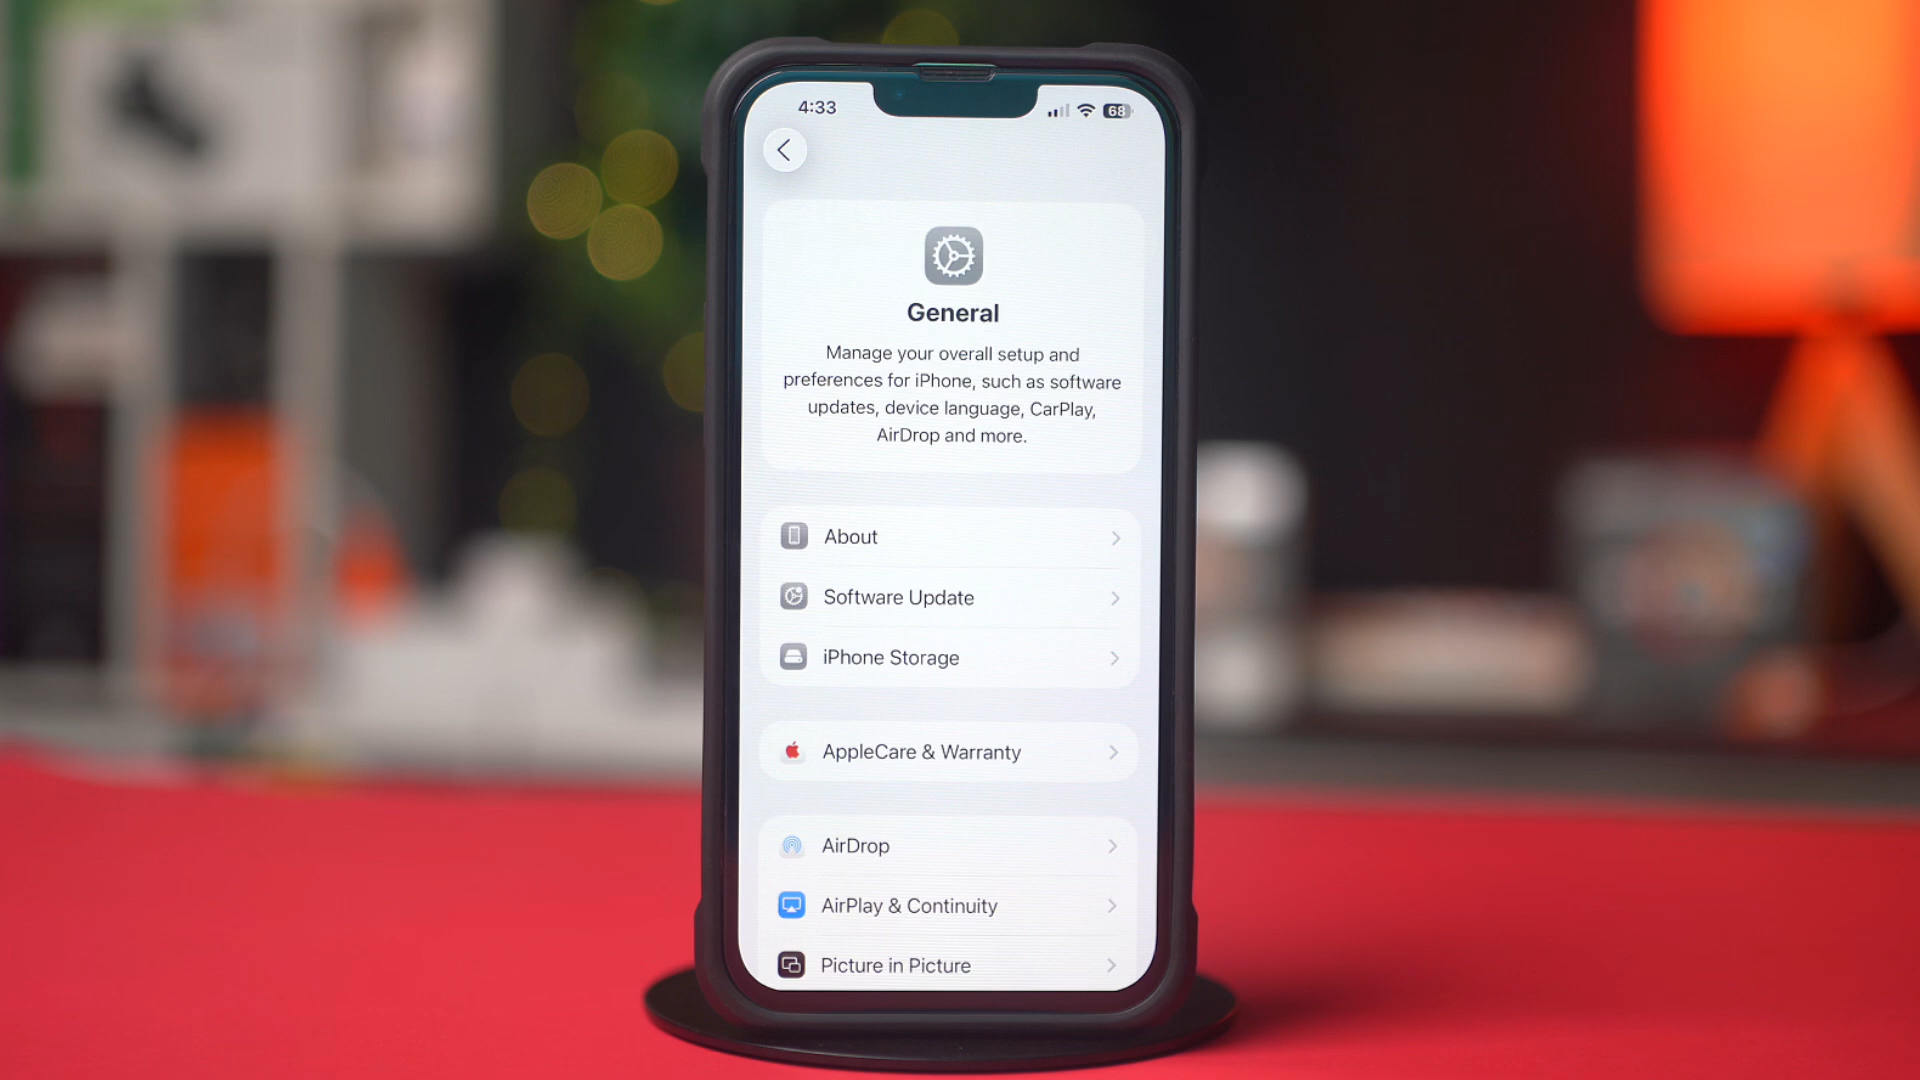 4:33
68
General
Manage your overall setup and
preferences for iPhone, such as software
updates, device language, CarPlay,
AirDrop and more.
About
Software Update
iPhone Storage
AppleCare & Warranty
AirDrop
AirPlay & Continuity
Picture in Picture